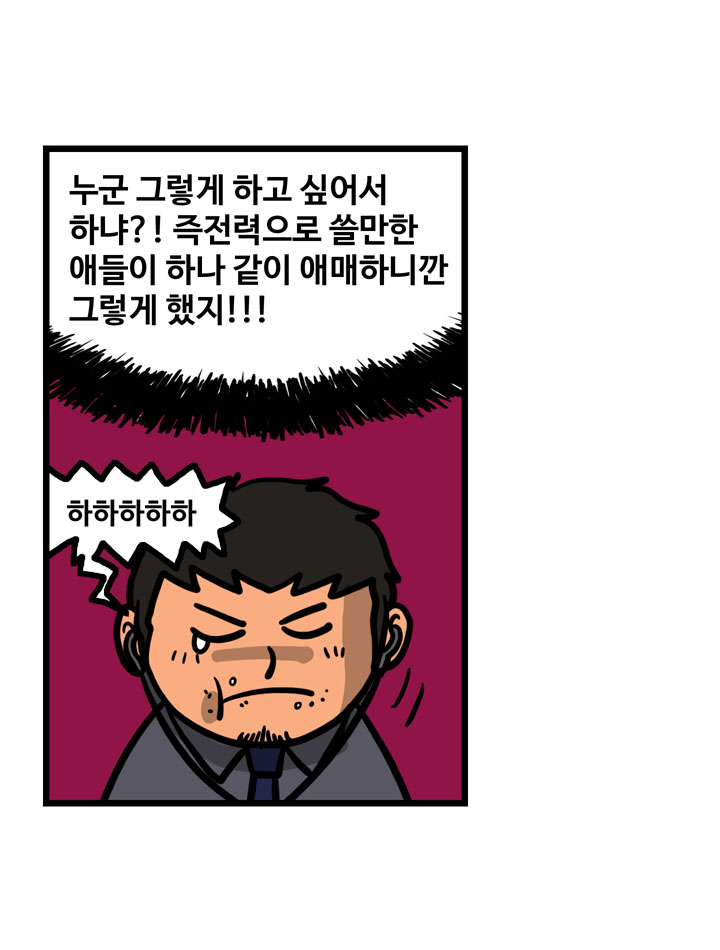 누군 그렇게 하고 싶어서
하냐?! 즉전력으로 쓸만한
애들이 하나 같이 애매하니깐
그렇게 했지!!!
하하하하하